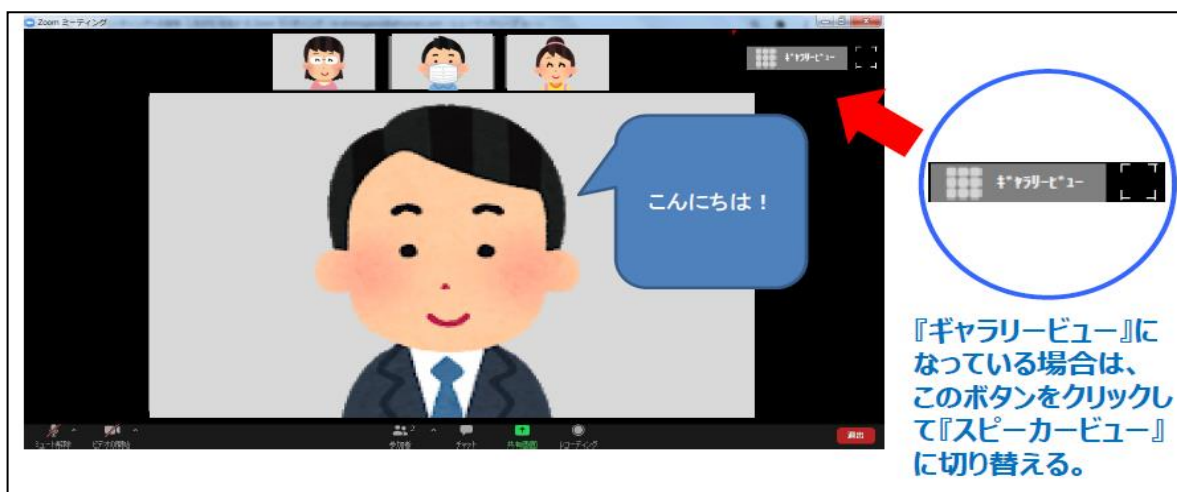 Zoom ミーティング
ギャラリービュー
こんにちは！
ギャラリービュー
『ギャラリービュー』に
なっている場合は、
このボタンをクリックし
て『スピーカービュー』
に切り替える。
ミュート解除 ビデオの開始 参加者 チャット 共有画面 レコーディング 退出